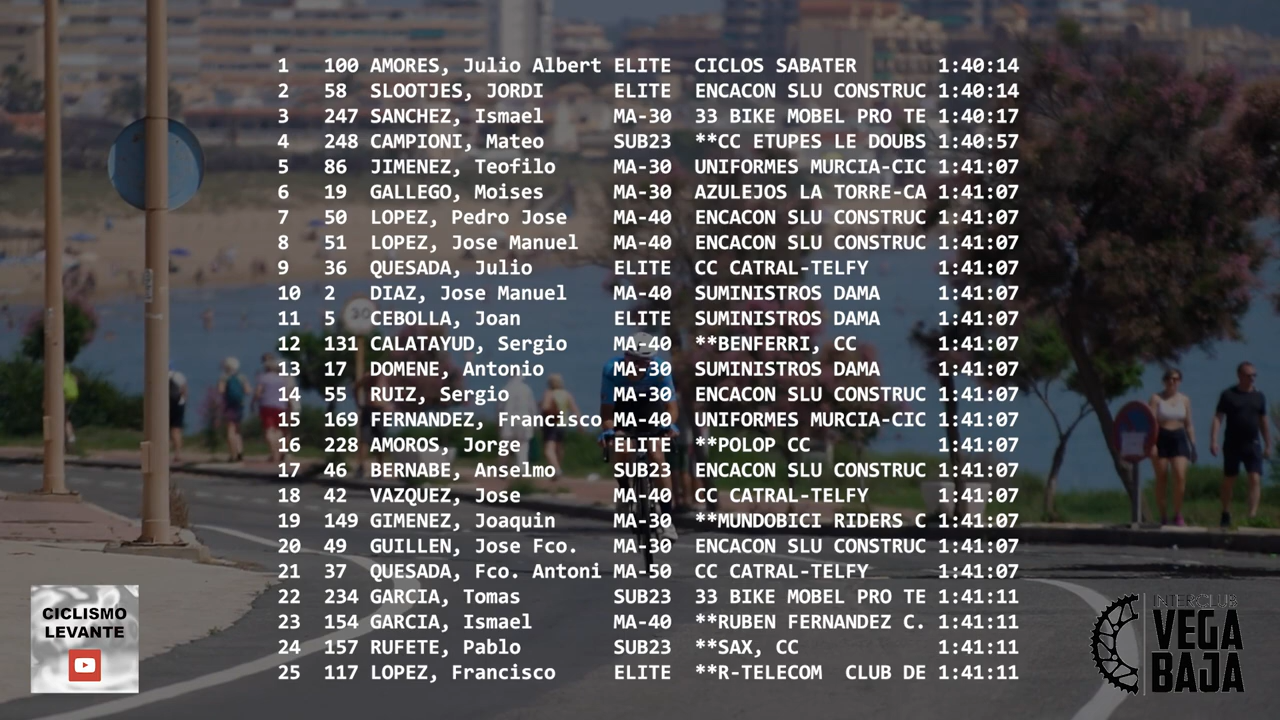 1 100 AMORES, Julio Albert ELITE CICLOS SABATER 1:40:14
2 58 SLOOTJES, JORDI ELITE ENCACON SLU CONSTRUC 1:40:14
3 247 SANCHEZ, Ismael MA-30 33 BIKE MOBEL PRO TE 1:40:17
4 248 CAMPIONI, Mateo SUB23 **CC ETUPES LE DOUBS 1:40:57
5 86 JIMENEZ, Teofilo MA-30 UNIFORMES MURCIA-CIC 1:41:07
6 19 GALLEGO, Moises MA-30 AZULEJOS LA TORRE-CA 1:41:07
7 50 LOPEZ, Pedro Jose MA-40 ENCACON SLU CONSTRUC 1:41:07
8 51 LOPEZ, Jose Manuel MA-40 ENCACON SLU CONSTRUC 1:41:07
9 36 QUESADA, Julio ELITE CC CATRAL-TELFY 1:41:07
10 2 DIAZ, Jose Manuel MA-40 SUMINISTROS DAMA 1:41:07
11 5 CEBOLLA, Joan ELITE SUMINISTROS DAMA 1:41:07
12 131 CALATAYUD, Sergio MA-40 **BENFERRI, CC 1:41:07
13 17 DOMENE, Antonio MA-30 SUMINISTROS DAMA 1:41:07
14 55 RUIZ, Sergio MA-30 ENCACON SLU CONSTRUC 1:41:07
15 169 FERNANDEZ, Francisco MA-40 UNIFORMES MURCIA-CIC 1:41:07
16 228 AMOROS, Jorge ELITE **POLOP CC 1:41:07
17 46 BERNABE, Anselmo SUB23 ENCACON SLU CONSTRUC 1:41:07
18 42 VAZQUEZ, Jose MA-40 CC CATRAL-TELFY 1:41:07
19 149 GIMENEZ, Joaquin MA-30 **MUNDOBICI RIDERS C 1:41:07
20 49 GUILLEN, Jose Fco. MA-30 ENCACON SLU CONSTRUC 1:41:07
21 37 QUESADA, Fco. Antoni MA-50 CC CATRAL-TELFY 1:41:07
22 234 GARCIA, Tomas SUB23 33 BIKE MOBEL PRO TE 1:41:11
23 154 GARCIA, Ismael MA-40 **RUBEN FERNANDEZ C. 1:41:11
24 157 RUFETE, Pablo SUB23 **SAX, CC 1:41:11
25 117 LOPEZ, Francisco ELITE **R-TELECOM CLUB DE 1:41:11
30
CICLISMO
LEVANTE
INTERCLUB
VEGA
BAJA